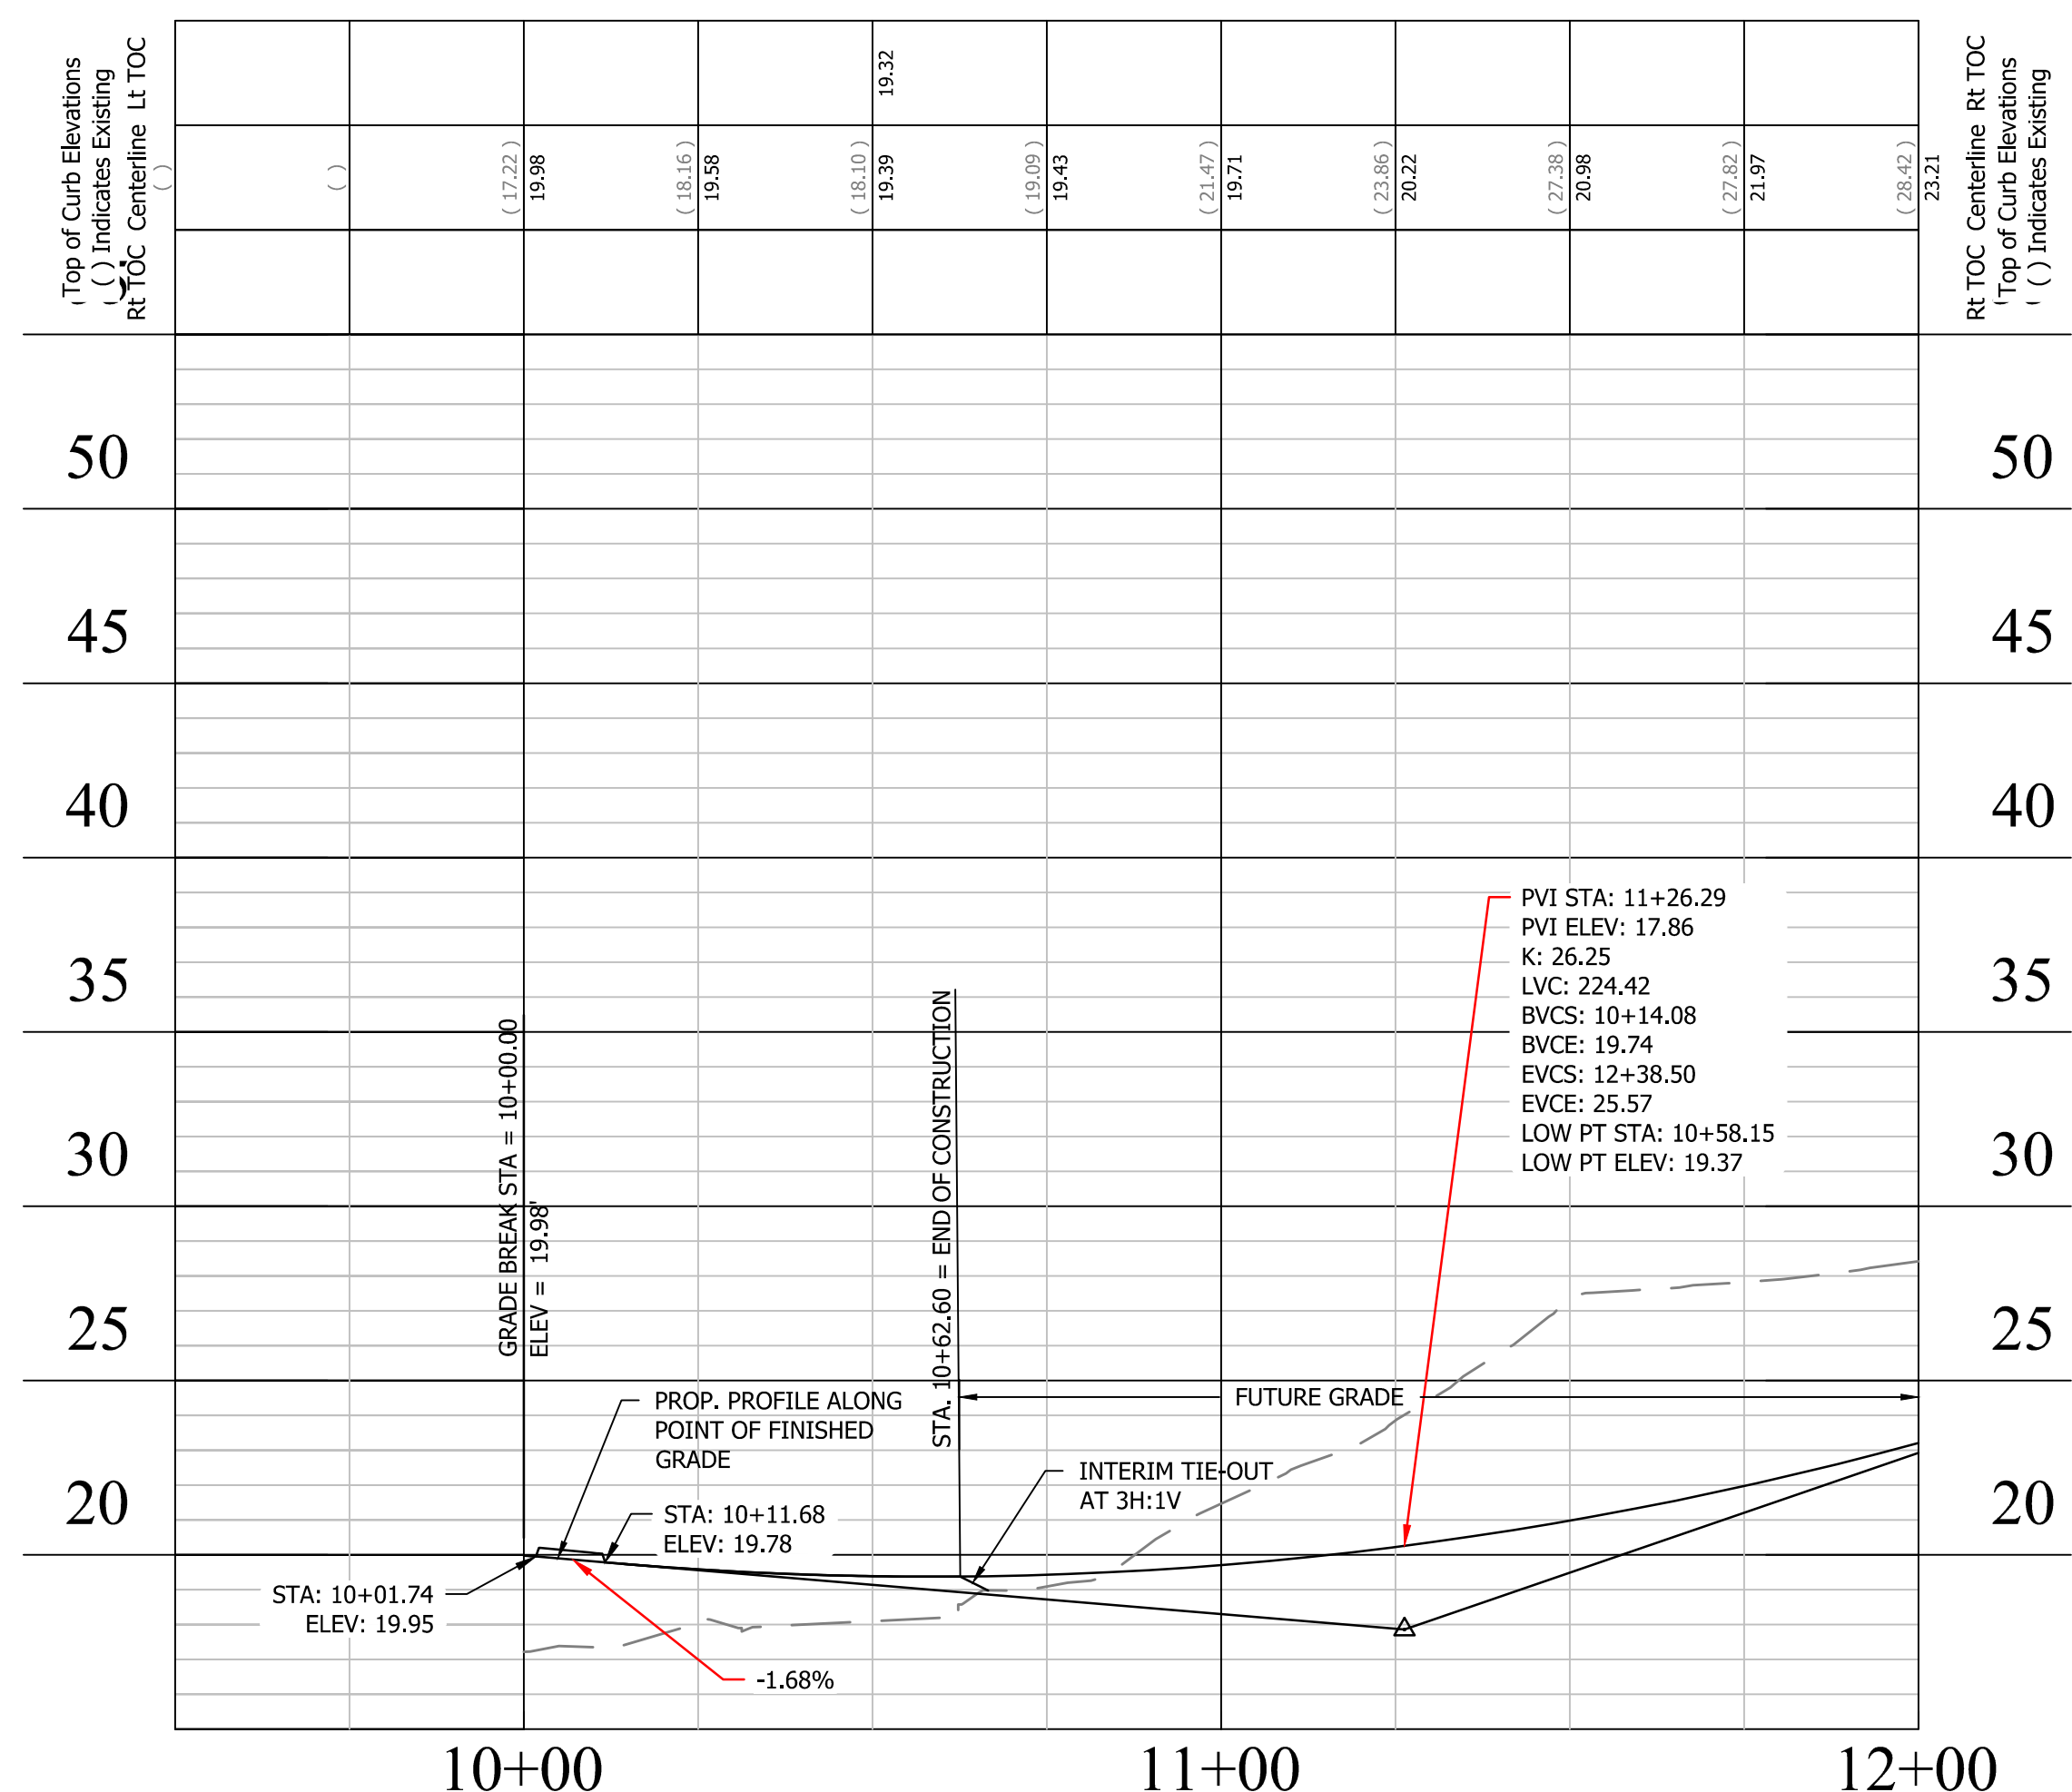 Top of Curb Elevations
( ) Indicates Existing
Rt TOC Centerline Lt TOC
( )
( )
( 17.22 )
19.98
( 18.16 )
19.58
19.32
( 18.10 )
19.39
( 19.09 )
19.43
( 21.47 )
19.71
( 23.86 )
20.22
( 27.38 )
20.98
( 27.82 )
21.97
( 28.42 )
23.21
Rt TOC Centerline Rt TOC
Top of Curb Elevations
( ) Indicates Existing
50
50
45
45
40
40
35
35
30
30
25
25
20
20
GRADE BREAK STA = 10+00.00
ELEV = 19.98'
STA. 10+62.60 = END OF CONSTRUCTION
PVI STA: 11+26.29
PVI ELEV: 17.86
K: 26.25
LVC: 224.42
BVCS: 10+14.08
BVCE: 19.74
EVCS: 12+38.50
EVCE: 25.57
LOW PT STA: 10+58.15
LOW PT ELEV: 19.37
PROP. PROFILE ALONG
POINT OF FINISHED
GRADE
FUTURE GRADE
INTERIM TIE-OUT
AT 3H:1V
STA: 10+11.68
ELEV: 19.78
STA: 10+01.74
ELEV: 19.95
-1.68%
10+00
11+00
12+00